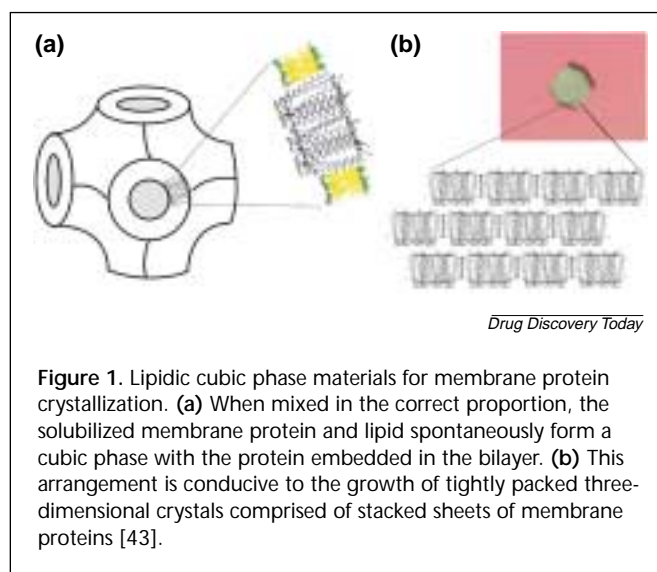 (a)
(b)
Drug Discovery Today
Figure 1. Lipidic cubic phase materials for membrane protein
crystallization. (a) When mixed in the correct proportion, the
solubilized membrane protein and lipid spontaneously form a
cubic phase with the protein embedded in the bilayer. (b) This
arrangement is conducive to the growth of tightly packed three-
dimensional crystals comprised of stacked sheets of membrane
proteins [43].